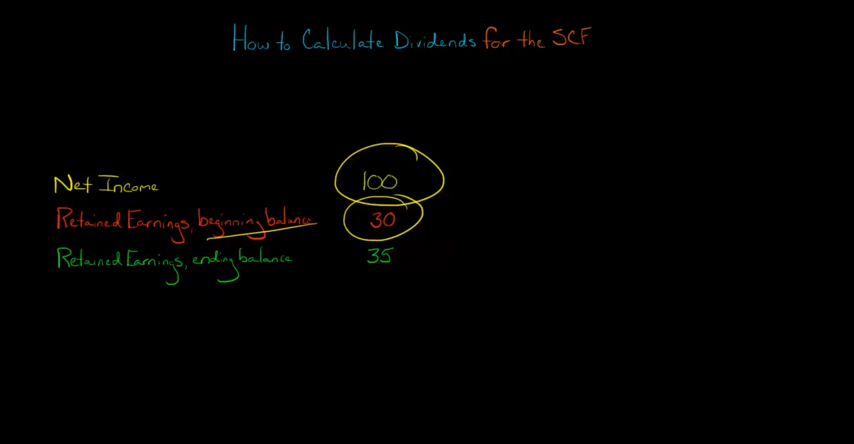 How to Calculate Dividends for the SCF
Net Income 100
Retained Earnings, beginning balance 30
Retained Earnings, ending balance 35